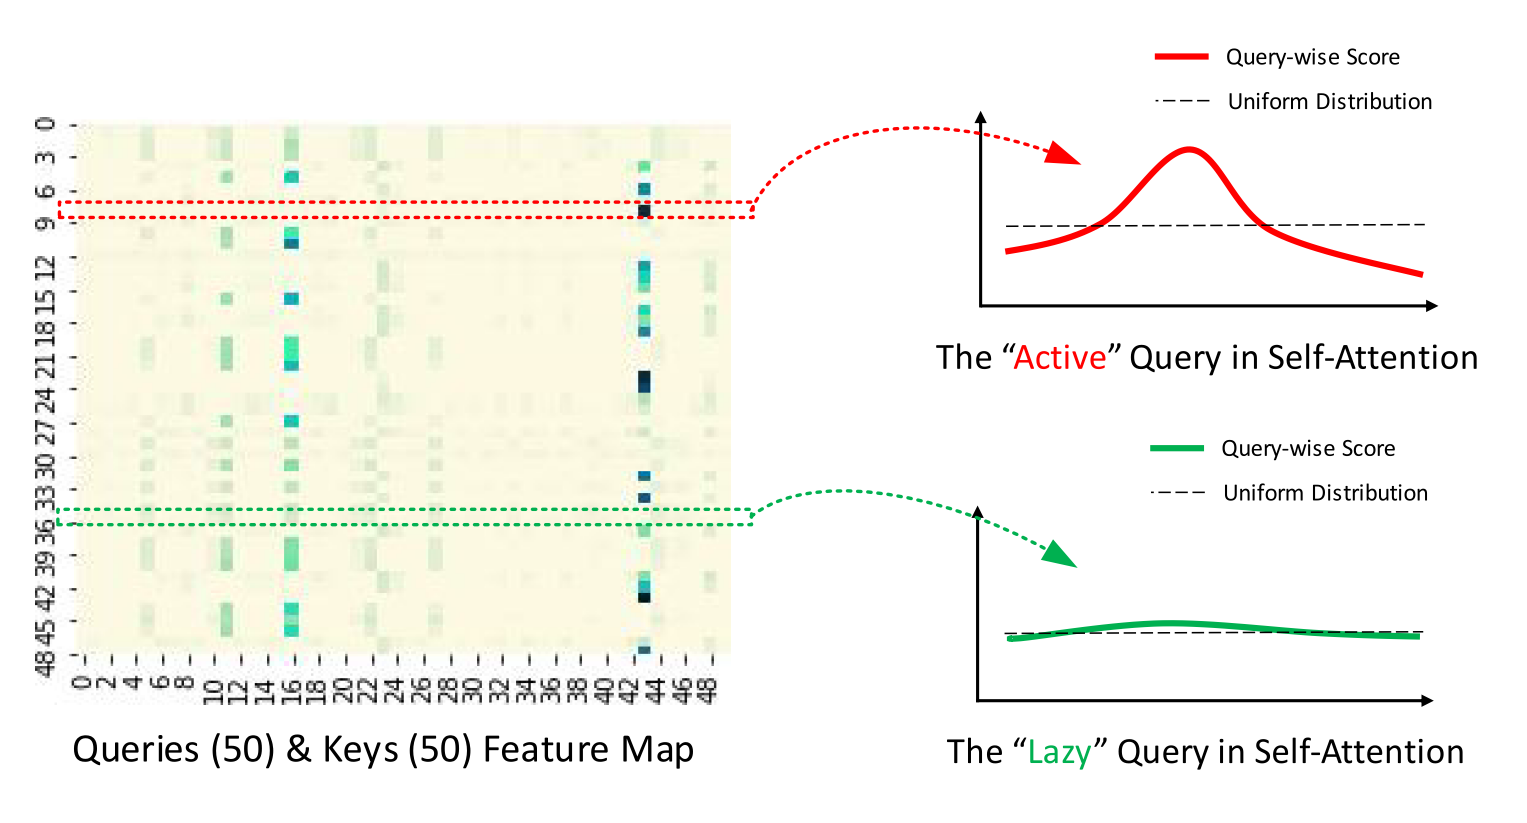 Query-wise Score
Uniform Distribution
0
3
6
9
12
15
18
21
24
27
30
33
36
39
42
45
48
0 2 4 6 8 10 12 14 16 18 20 22 24 26 28 30 32 34 36 38 40 42 44 46 48
Queries (50) & Keys (50) Feature Map
The “Active” Query in Self-Attention
Query-wise Score
Uniform Distribution
The “Lazy” Query in Self-Attention